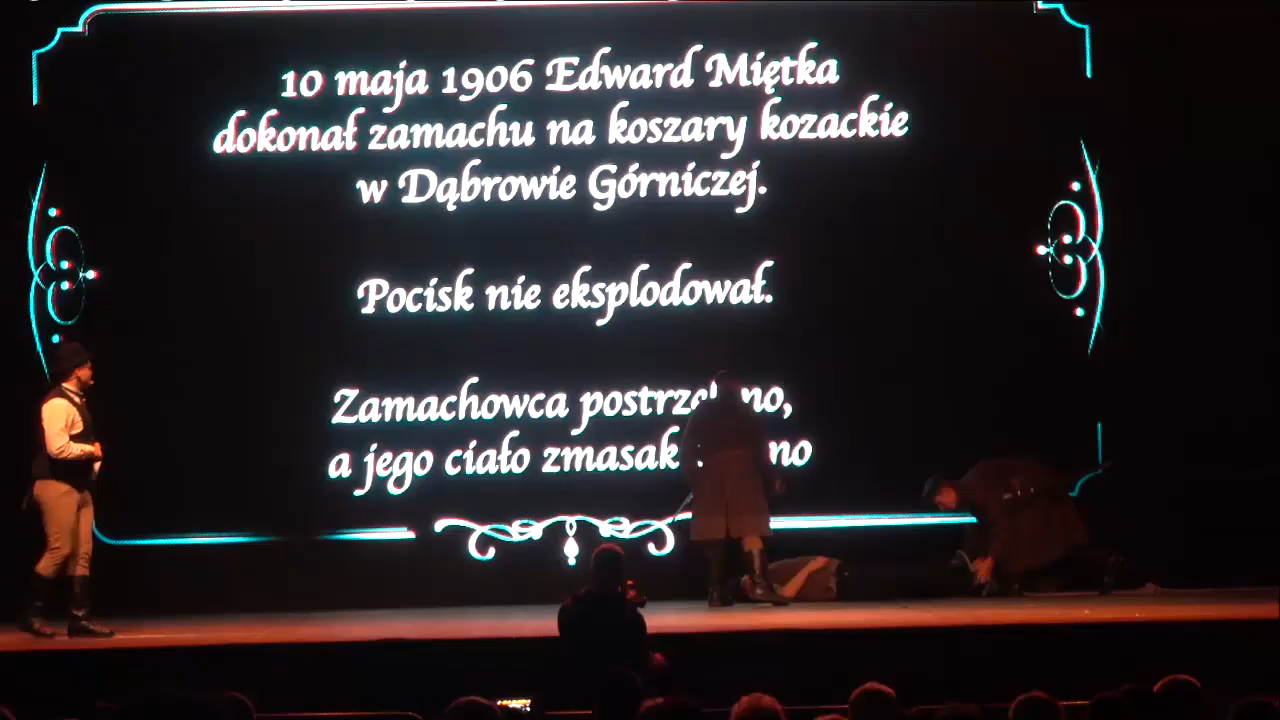 10 maja 1906 Edward Miętka
dokonał zamachu na koszary kozackie
w Dąbrowie Górniczej.
Pocisk nie eksplodował.
Zamachowca
a jego ciało